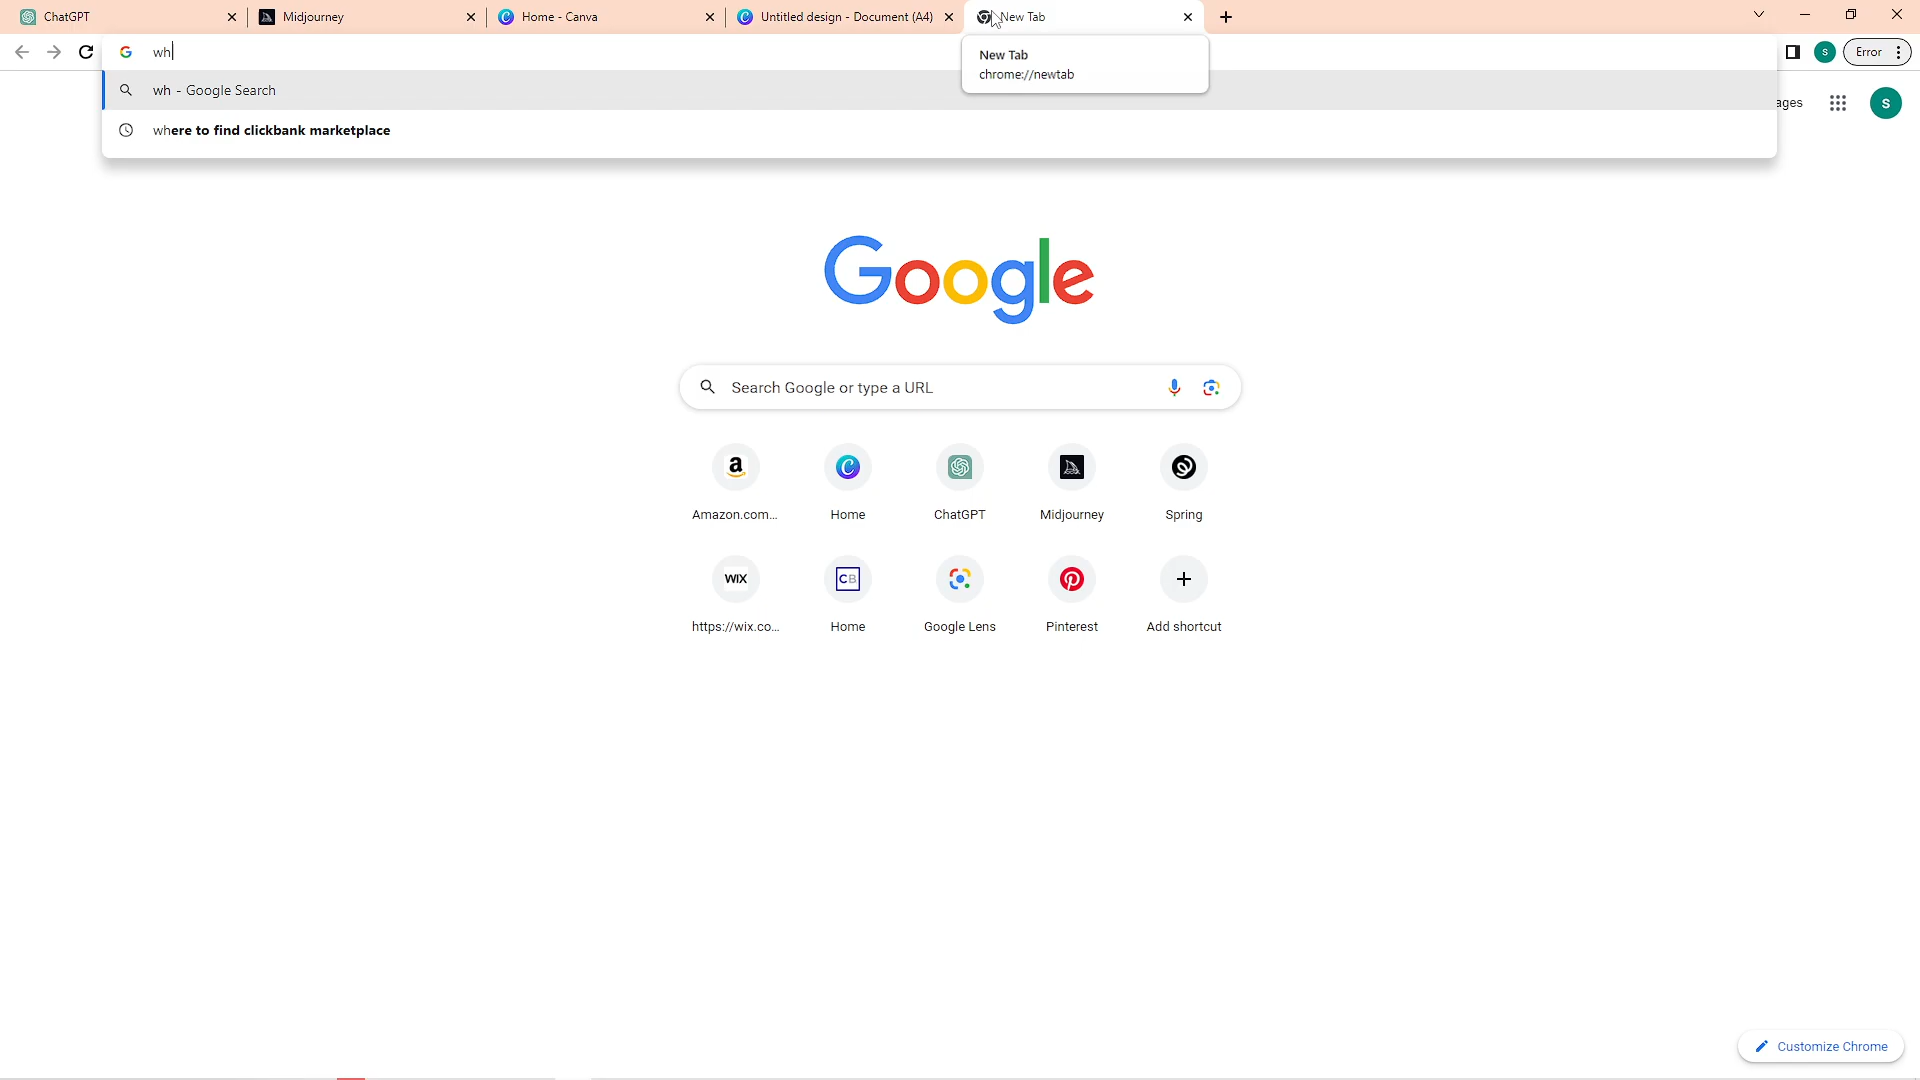 ChatGPT
Midjourney
Home - Canva
Untitled design - Document (A4)
New Tab
wh
Error
S
New Tab
chrome://newtab
wh - Google Search
where to find clickbank marketplace
ages
S
Google
Search Google or type a URL
Amazon.com...
Home
ChatGPT
Midjourney
Spring
WIX
CB
https://wix.co...
Home
Google Lens
Pinterest
Add shortcut
Customize Chrome